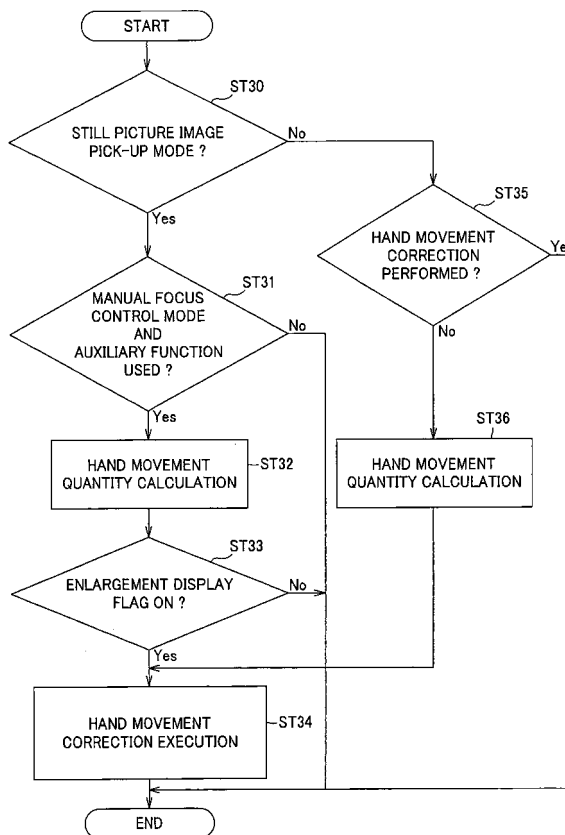 START
ST30
STILL PICTURE IMAGE
PICK-UP MODE ?
No
Yes
ST35
HAND MOVEMENT
CORRECTION
PERFORMED ?
Ye
No
ST31
MANUAL FOCUS
CONTROL MODE
AND
AUXILIARY FUNCTION
USED ?
No
Yes
ST32
HAND MOVEMENT
QUANTITY CALCULATION
ST36
HAND MOVEMENT
QUANTITY CALCULATION
ST33
ENLARGEMENT DISPLAY
FLAG ON ?
No
Yes
HAND MOVEMENT
CORRECTION EXECUTION
ST34
END